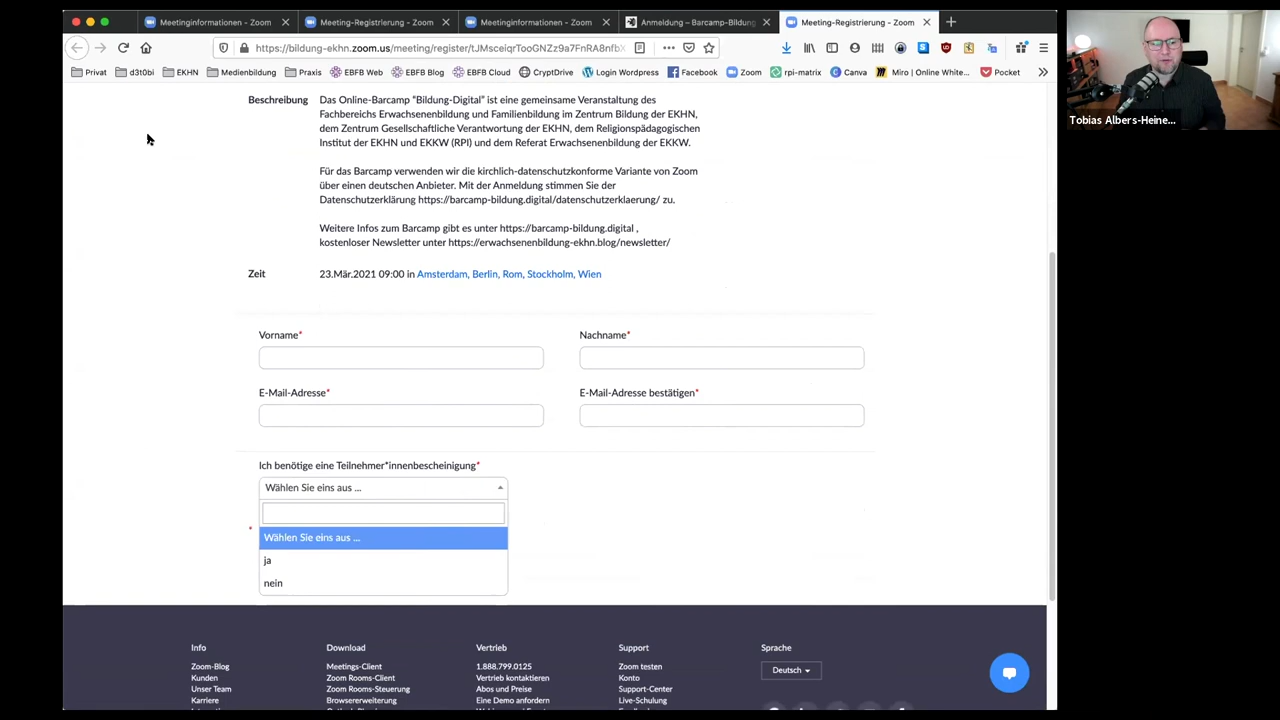 Meetinginformationen - Zoom
Meeting-Registrierung - Zoom
Meetinginformationen - Zoom
Anmeldung – Barcamp-Bildung
Meeting-Registrierung - Zoom
https://bildung-ekhn.zoom.us/meeting/register/
Privat d3t0bi EKHN Medienbildung Praxis EBFB Web EBFB Blog EBFB Cloud CryptDrive Login Wordpress Facebook Zoom rpi-matrix Canva Miro | Online White... Pocket
Tobias Albers-Heine...
Beschreibung
Das Online-Barcamp "Bildung-Digital" ist eine gemeinsame Veranstaltung des
Fachbereichs Erwachsenenbildung und Familienbildung im Zentrum Bildung der EKHN,
dem Zentrum Gesellschaftliche Verantwortung der EKHN, dem Religionspädagogischen
Institut der EKHN und EKKW (RPI) und dem Referat Erwachsenenbildung der EKKW.
Für das Barcamp verwenden wir die kirchlich-datenschutzkonforme Variante von Zoom
über einen deutschen Anbieter. Mit der Anmeldung stimmen Sie der
Datenschutzerklärung https://barcamp-bildung.digital/datenschutzerklaerung/ zu.
Weitere Infos zum Barcamp gibt es unter https://barcamp-bildung.digital ,
kostenloser Newsletter unter https://erwachsenenbildung-ekhn.blog/newsletter/
Zeit
23.Mär.2021 09:00 in Amsterdam, Berlin, Rom, Stockholm, Wien
Vorname*
Nachname*
E-Mail-Adresse*
E-Mail-Adresse bestätigen*
Ich benötige eine Teilnehmer*innenbescheinigung*
Wählen Sie eins aus ...
*
Wählen Sie eins aus ...
ja
nein
Info
Zoom-Blog
Kunden
Unser Team
Karriere
Download
Meetings-Client
Zoom Rooms-Client
Zoom Rooms-Steuerung
Browsererweiterung
Vertrieb
1.888.799.0125
Vertrieb kontaktieren
Abos und Preise
Eine Demo anfordern
Support
Zoom testen
Konto
Support-Center
Live-Schulung
Sprache
Deutsch